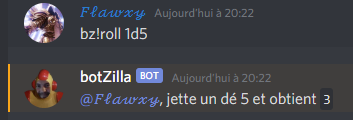 𝓕𝓵𝓪𝔀𝔁𝔂 Aujourd'hui à 20:22
bz!roll 1d5
botZilla BOT Aujourd'hui à 20:22
@𝓕𝓵𝓪𝔀𝔁𝔂, jette un dé 5 et obtient 3